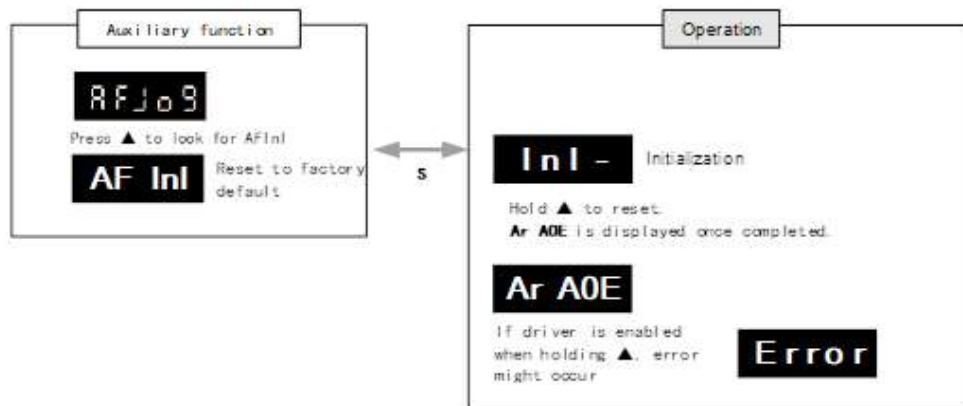 Auxiliary function
AFJog
Press ▲ to look for AFInI
AF InI
Reset to factory
default
S
Operation
InI -
Initialization
Hold ▲ to reset.
Ar A0E is displayed once completed.
Ar A0E
If driver is enabled
when holding ▲, error
might occur
Error